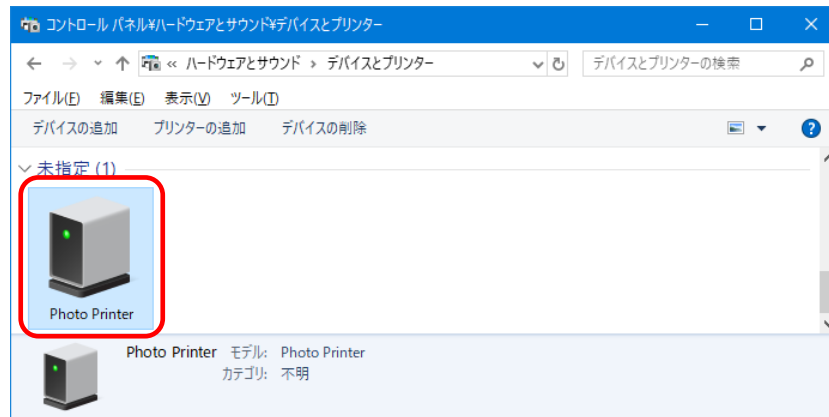 コントロール パネル¥ハードウェアとサウンド¥デバイスとプリンター
« ハードウェアとサウンド › デバイスとプリンター
デバイスとプリンターの検索
ファイル(F) 編集(E) 表示(V) ツール(T)
デバイスの追加 プリンターの追加 デバイスの削除
未指定 (1)
Photo Printer
Photo Printer モデル: Photo Printer
カテゴリ: 不明